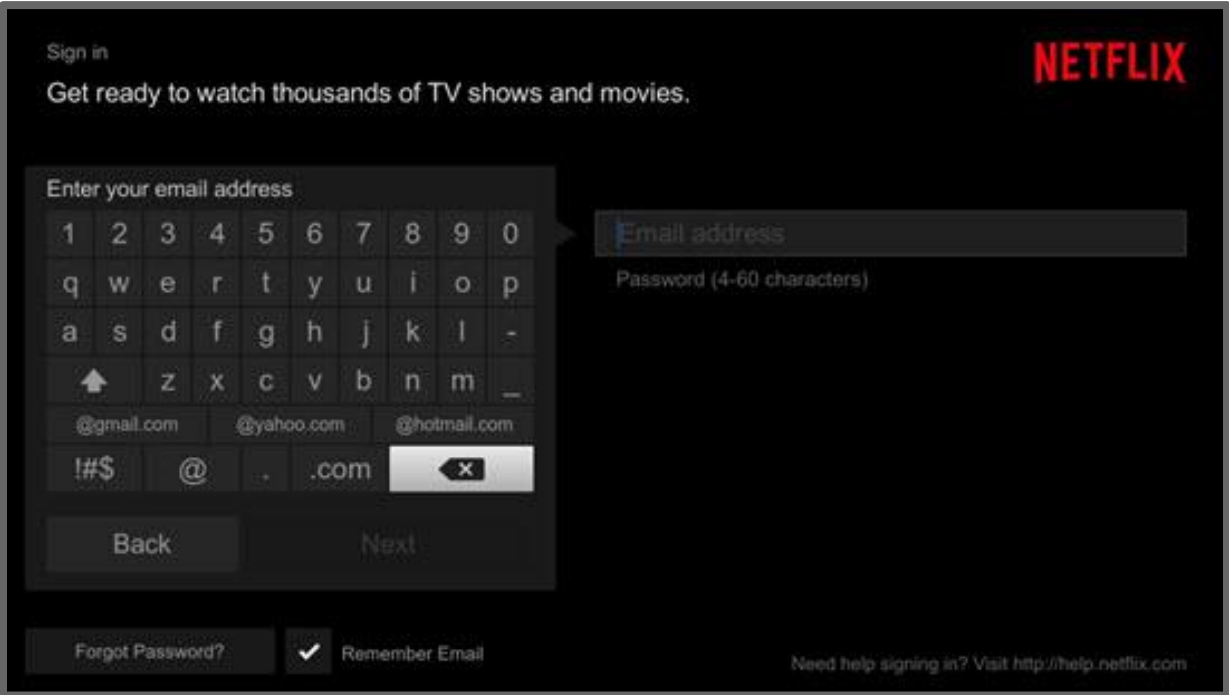 Sign in
NETFLIX
Get ready to watch thousands of TV shows and movies.
Enter your email address
1 2 3 4 5 6 7 8 9 0
Email address
q w e r t y u i o p
Password (4-60 characters)
a s d f g h j k l -
z x c v b n m _
@gmail.com @yahoo.com @hotmail.com
!#$ @ . .com
Back Next
Forgot Password? Remember Email
Need help signing in? Visit http://help.netflix.com